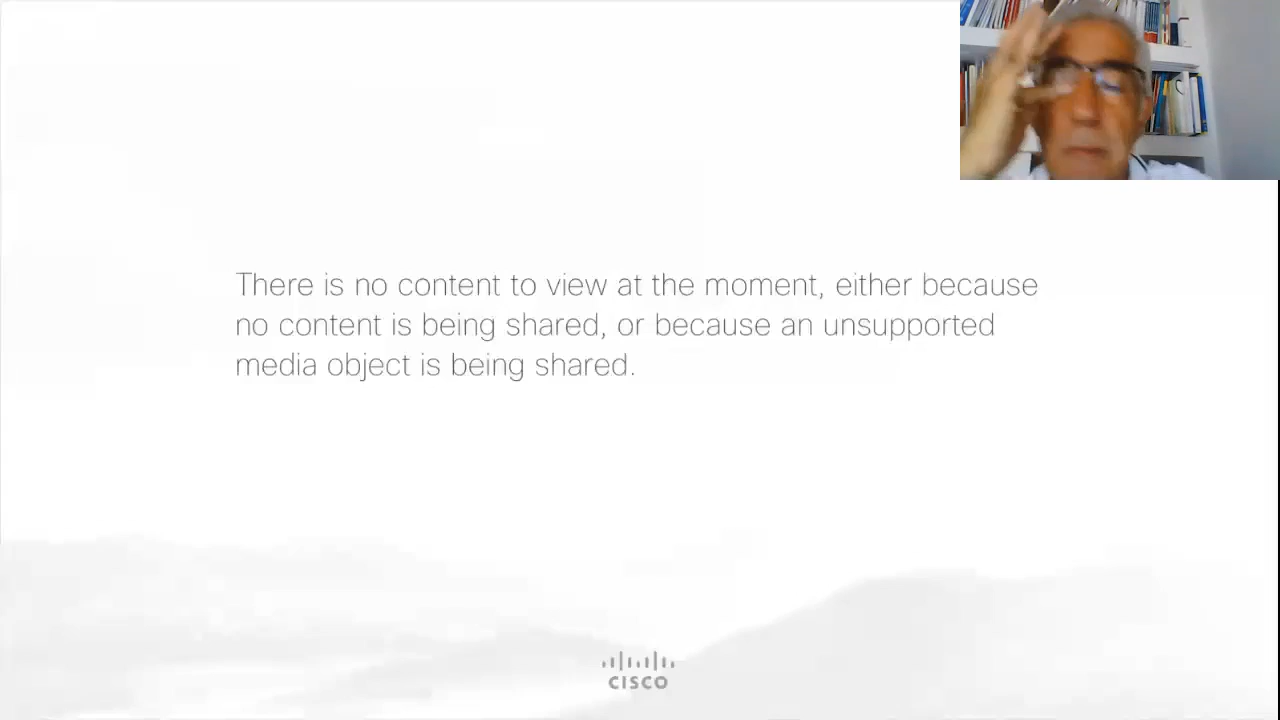 There is no content to view at the moment, either because
no content is being shared, or because an unsupported
media object is being shared.
CISCO